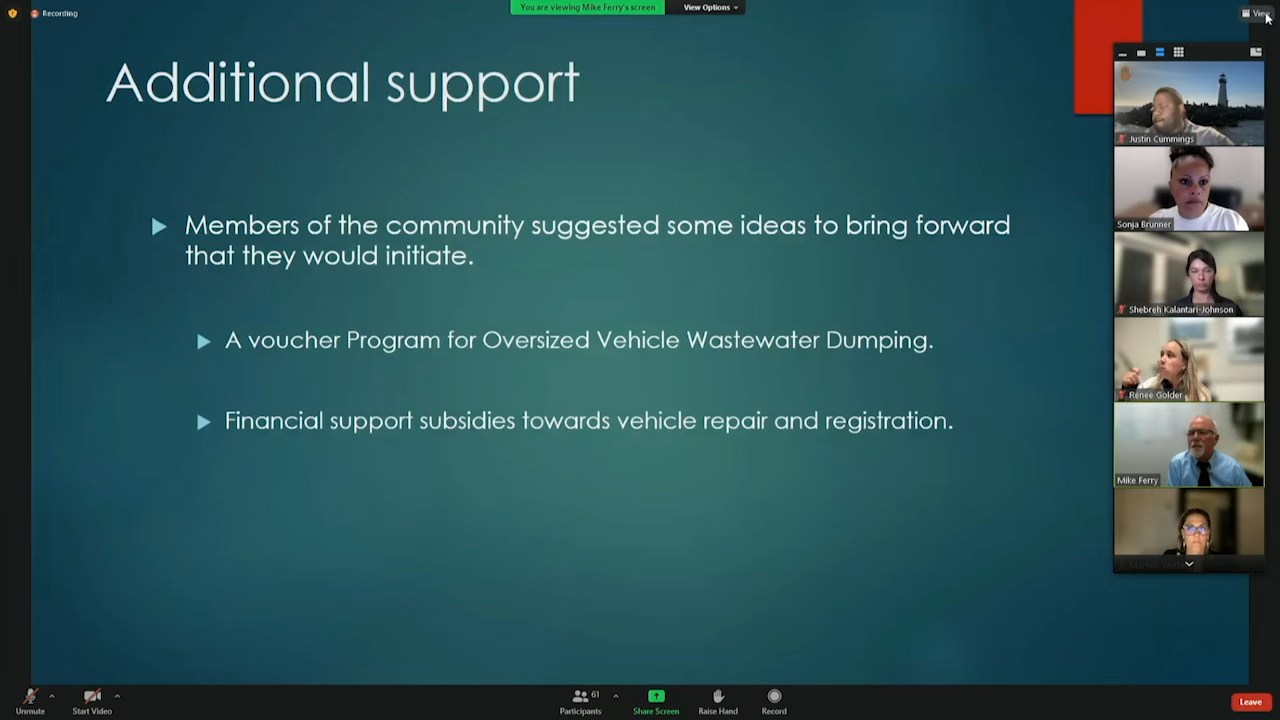 Recording
You are viewing Mike Ferry's screen
View Options
View
Additional support
Members of the community suggested some ideas to bring forward
that they would initiate.
A voucher Program for Oversized Vehicle Wastewater Dumping.
Financial support subsidies towards vehicle repair and registration.
Justin Cummings
Sonja Brunner
Shebreh Kalantari-Johnson
Renee Golder
Mike Ferry
Unmute
Start Video
61
Participants
Share Screen
Raise Hand
Record
Leave